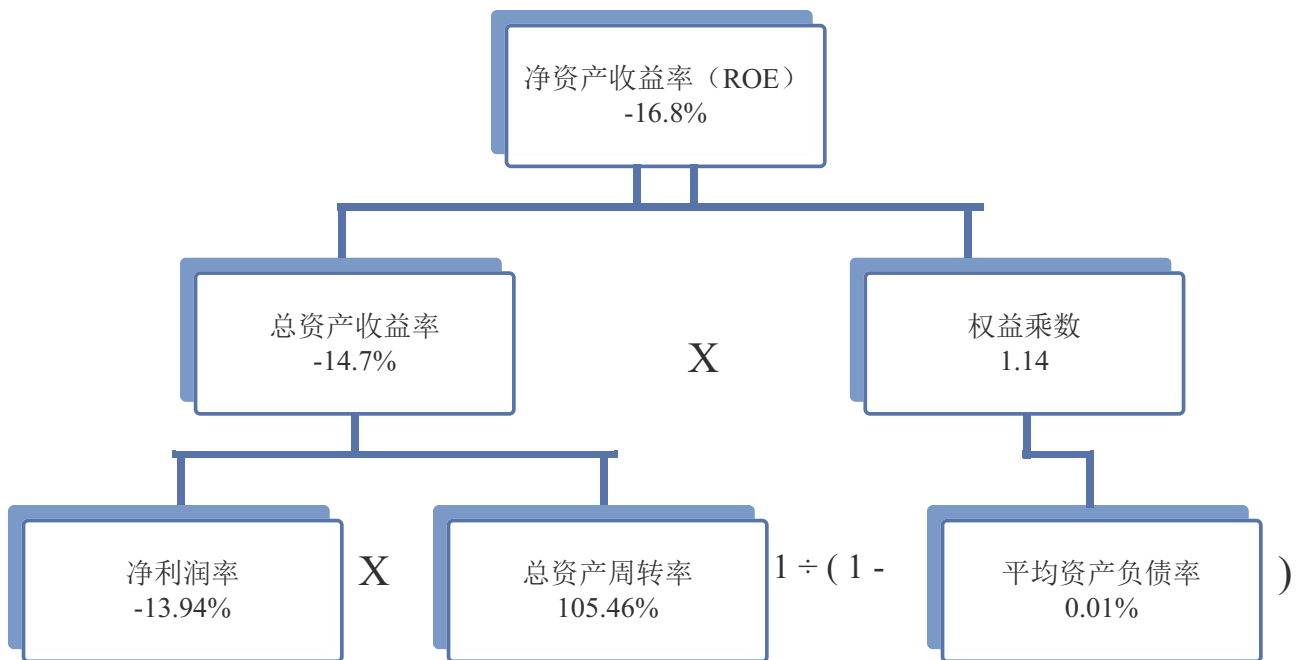 净资产收益率（ROE）
-16.8%
总资产收益率
-14.7%
X
权益乘数
1.14
净利润率
-13.94%
X
总资产周转率
105.46%
1 ÷ ( 1 -
平均资产负债率
0.01%
)